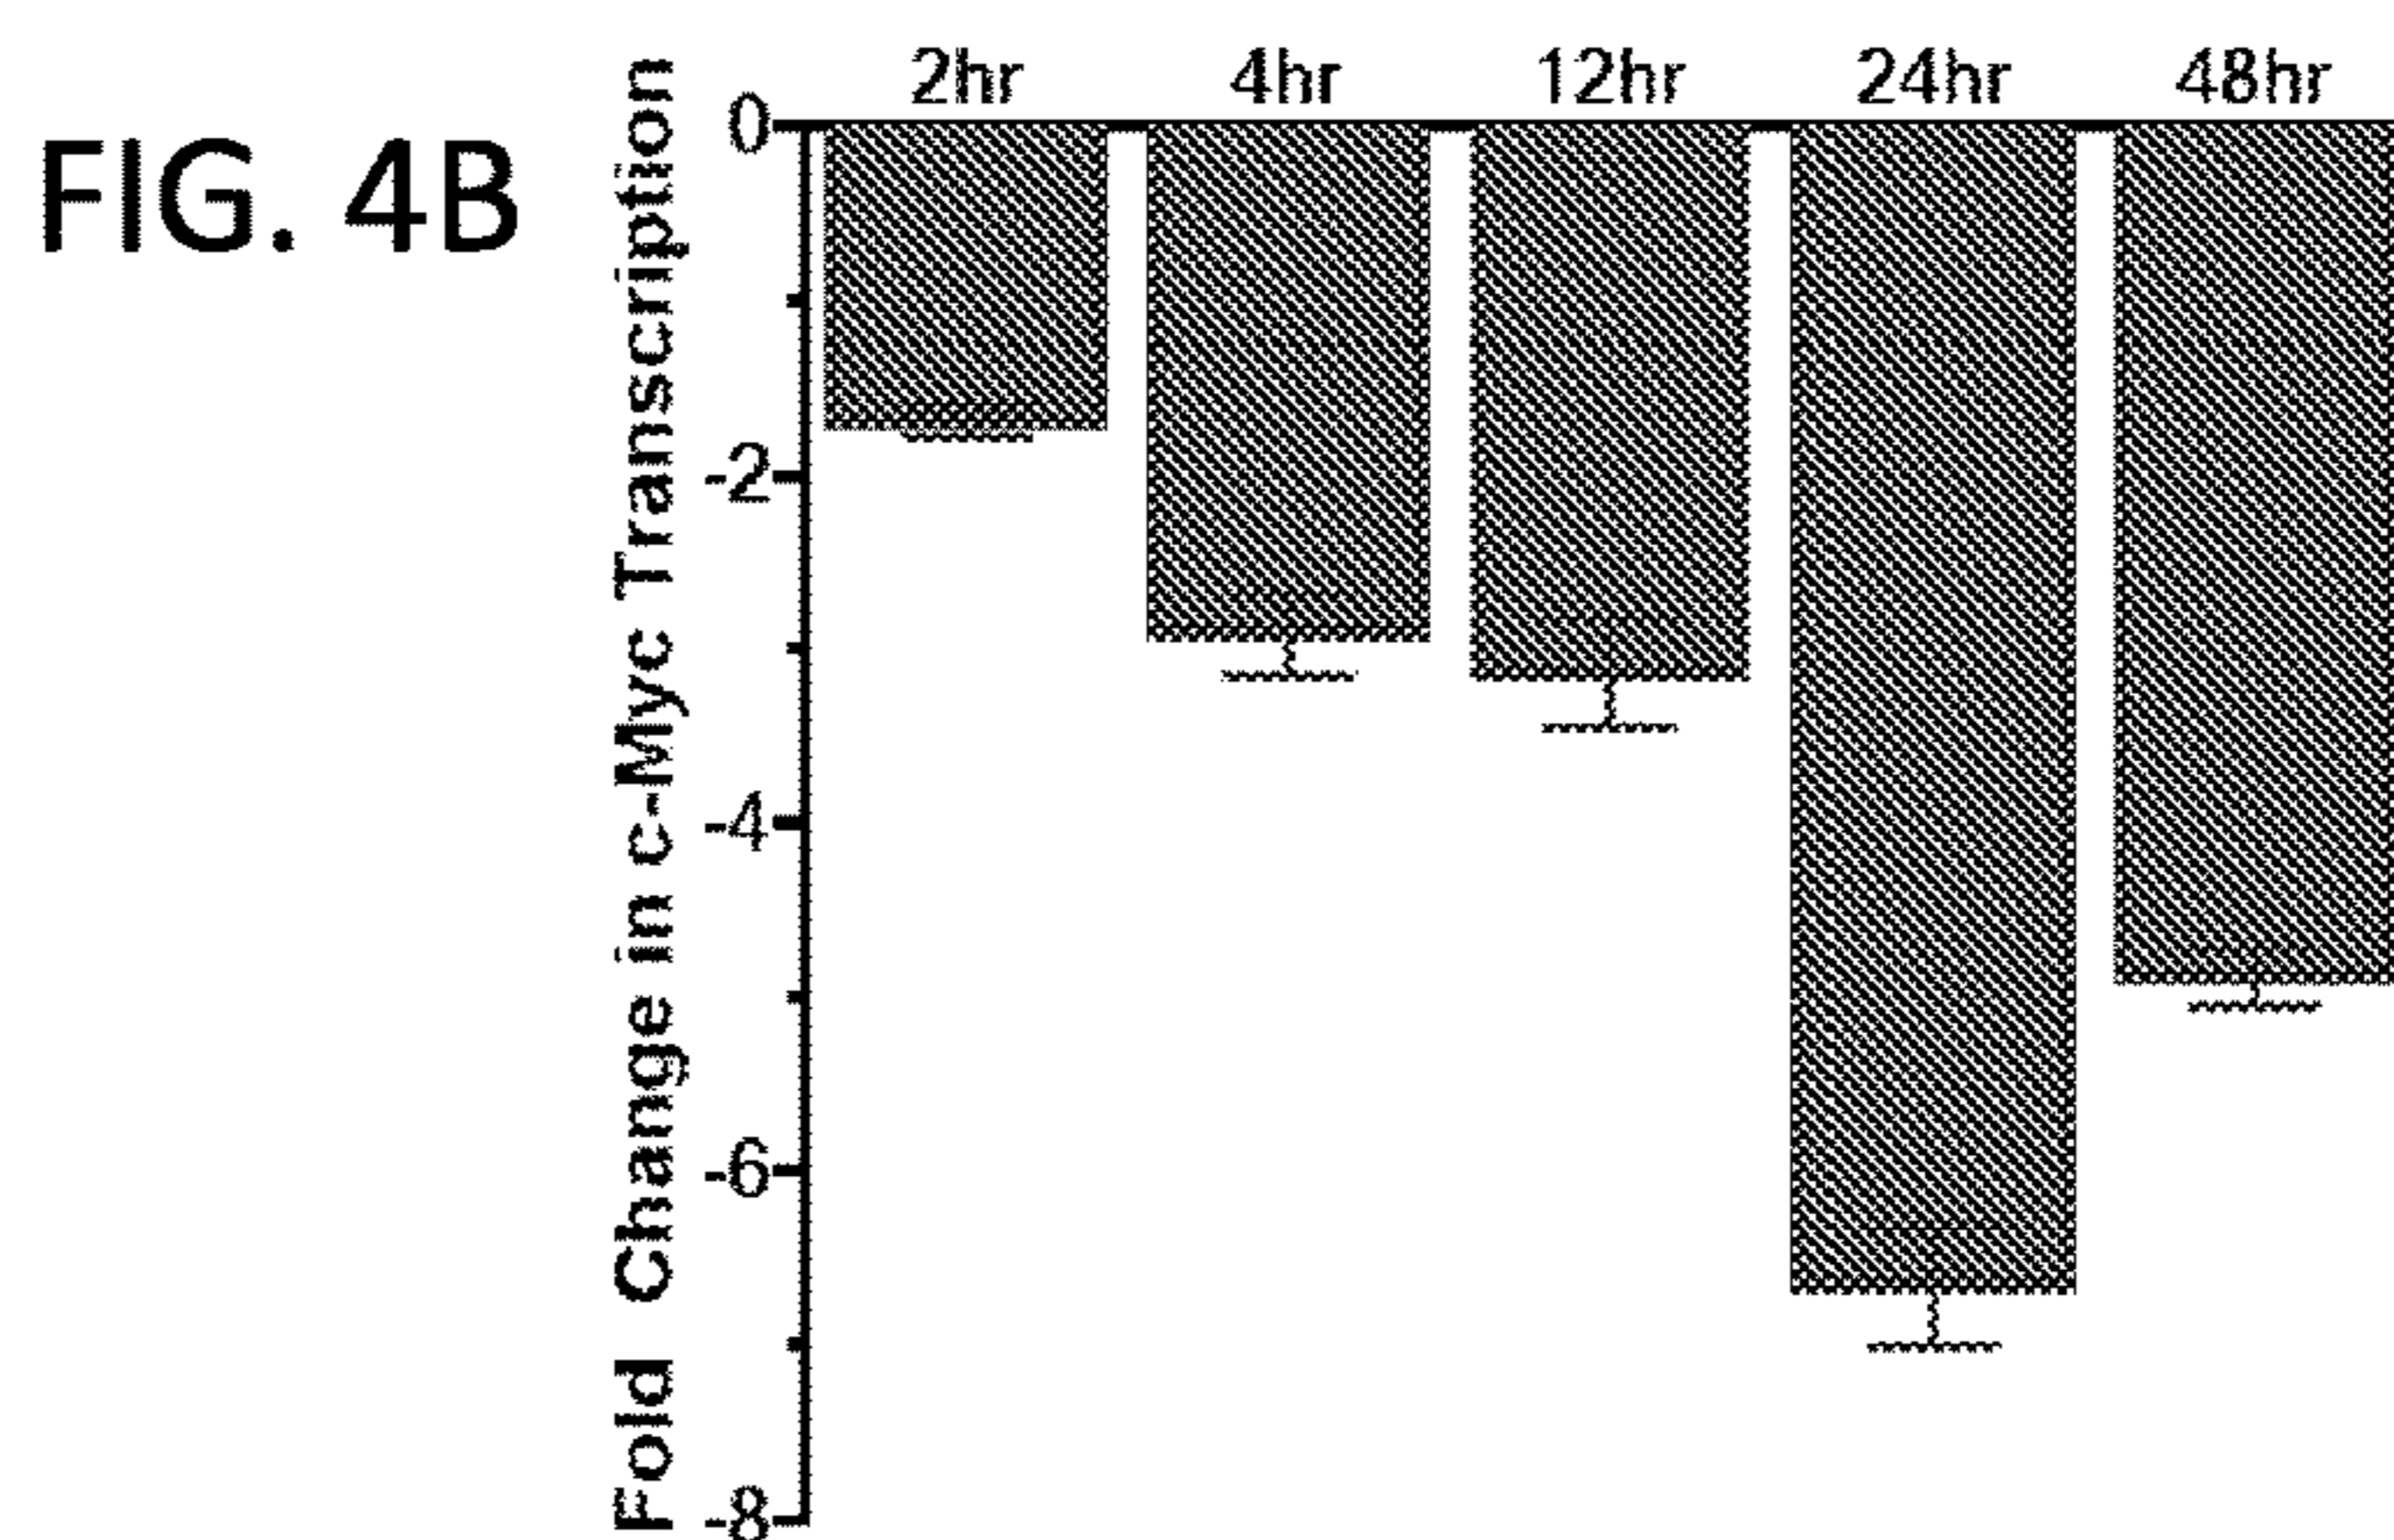 FIG. 4B
Fold Change in c-Myc Transcription
2hr 4hr 12hr 24hr 48hr
0
-2
-4
-6
-8